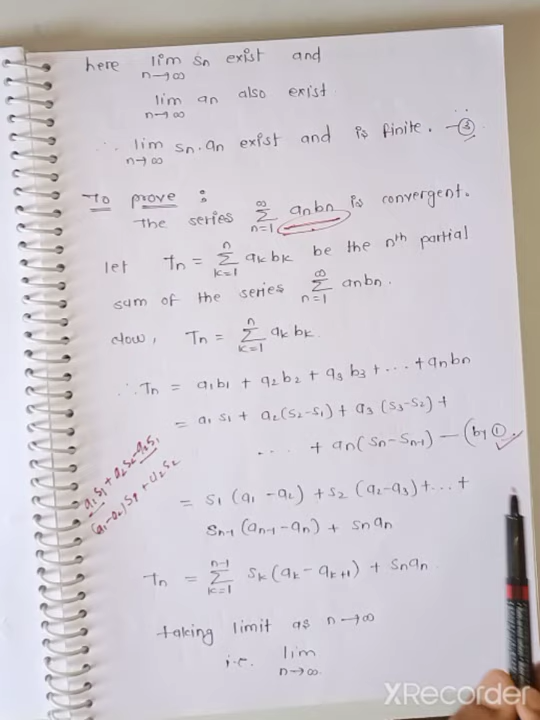 here lim n→∞ Sn exist and
lim n→∞ an also exist.
∴ lim n→∞ Sn·an exist and is finite. —③
To prove :
The series ∑ n=1 ∞ anbn is convergent.
let Tn = ∑ k=1 n akbk be the nth partial
sum of the series ∑ n=1 ∞ anbn.
Now, Tn = ∑ k=1 n akbk.
∴ Tn = a1b1 + a2b2 + a3b3 + ... + anbn
= a1s1 + a2(s2-s1) + a3(s3-s2) +
.... + an(sn-sn-1) — (by ①)
a1s1 + a2s2 - a2s1
(a1-a2)s1 + a2s2
= s1(a1-a2) + s2(a2-a3) + ... +
sn-1(an-1-an) + snan
Tn = ∑ k=1 n-1 sk(ak-ak+1) + snan.
taking limit as n→∞
i.e. lim n→∞
XRecorder